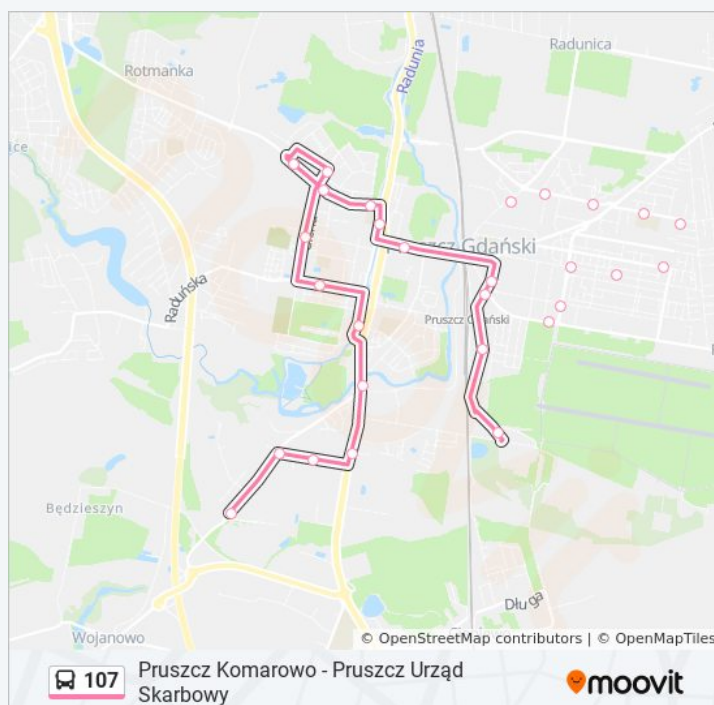 Radunica
Radunia
Rotmanka
Pruszcz Gdański
Raduńska
Pruszcz Gdański
Będzieszyn
Długa
Wojanowo
© OpenStreetMap contributors | © OpenMapTiles
107
Pruszcz Komarowo - Pruszcz Urząd
Skarbowy
moovit